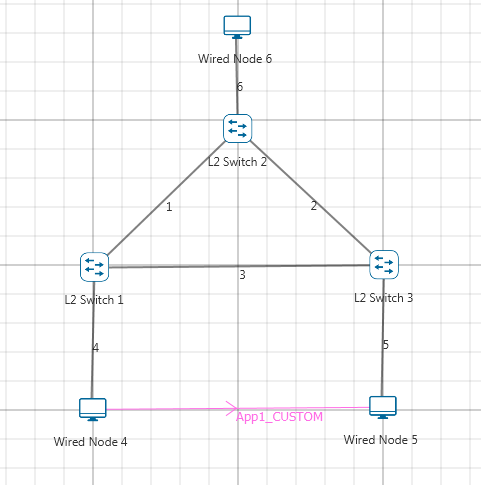 Wired Node 6
6
L2 Switch 2
1
2
3
L2 Switch 1
L2 Switch 3
4
5
App1_CUSTOM
Wired Node 4
Wired Node 5